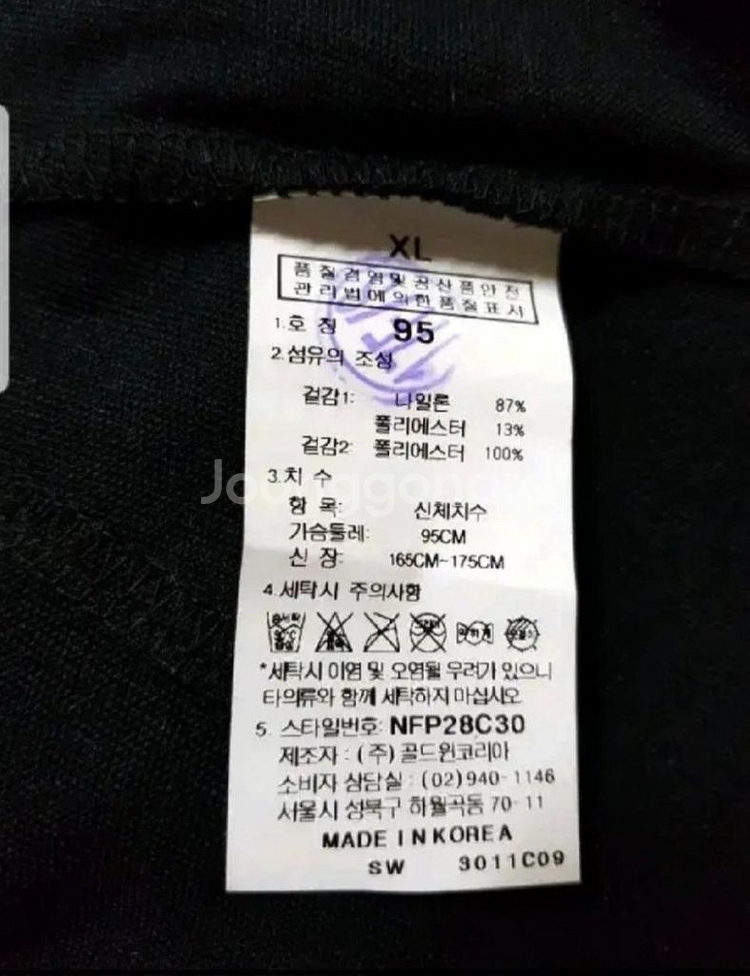 XL
품질경영및공산품안전
관리법에의한품질표시
1.호 칭 95
2.섬유의 조성
겉감1: 나일론 87%
폴리에스터 13%
겉감2: 폴리에스터 100%
3.치 수
항 목: 신체치수
가슴둘레: 95CM
신 장: 165CM~175CM
4.세탁시 주의사항
*세탁시 이염 및 오염될 우려가 있으니
타의류와 함께 세탁하지 마십시오
5. 스타일번호: NFP28C30
제조자 : (주) 골드윈코리아
소비자 상담실 : (02)940-1146
서울시 성북구 하월곡동 70-11
MADE IN KOREA
SW 3011C09